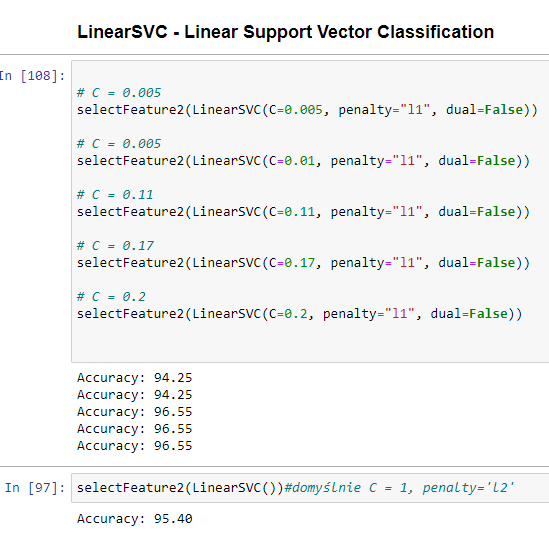 LinearSVC - Linear Support Vector Classification
In [108]:
# C = 0.005
selectFeature2(LinearSVC(C=0.005, penalty="l1", dual=False))
# C = 0.005
selectFeature2(LinearSVC(C=0.01, penalty="l1", dual=False))
# C = 0.11
selectFeature2(LinearSVC(C=0.11, penalty="l1", dual=False))
# C = 0.17
selectFeature2(LinearSVC(C=0.17, penalty="l1", dual=False))
# C = 0.2
selectFeature2(LinearSVC(C=0.2, penalty="l1", dual=False))
Accuracy: 94.25
Accuracy: 94.25
Accuracy: 96.55
Accuracy: 96.55
Accuracy: 96.55
In [97]: selectFeature2(LinearSVC())#domyślnie C = 1, penalty='l2'
Accuracy: 95.40